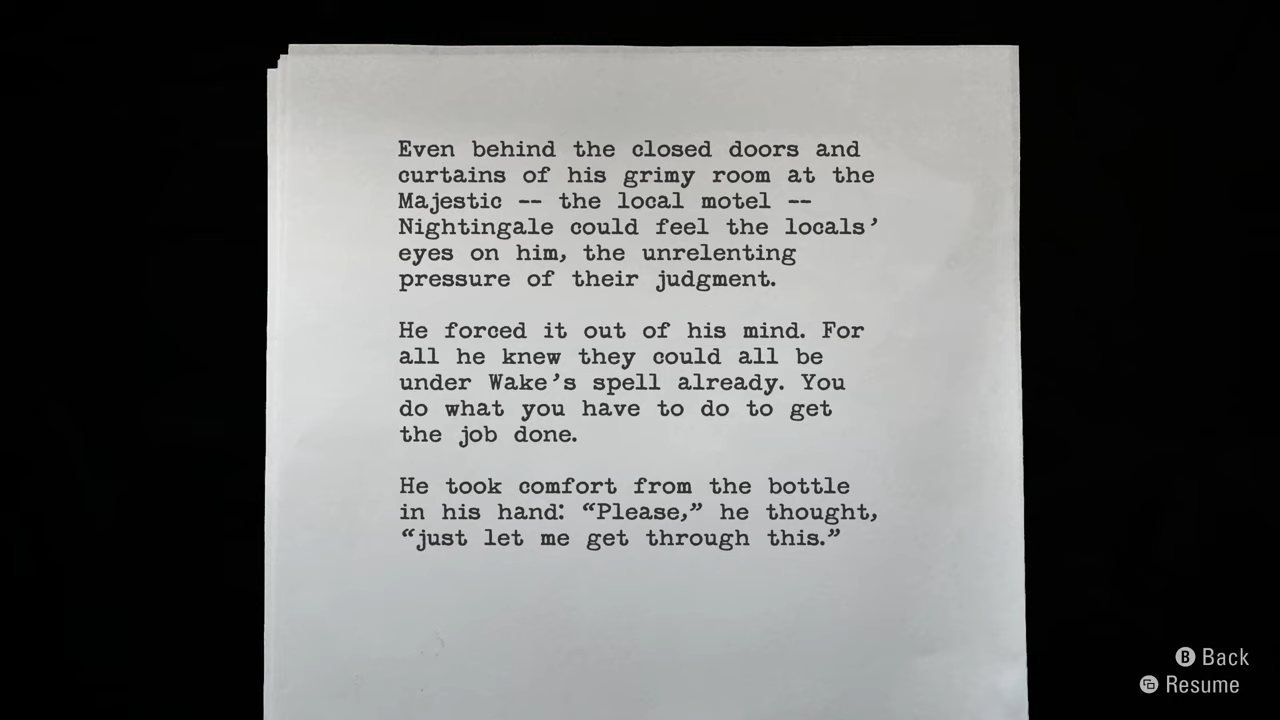 Even behind the closed doors and
curtains of his grimy room at the
Majestic -- the local motel --
Nightingale could feel the locals’
eyes on him, the unrelenting
pressure of their judgment.
He forced it out of his mind. For
all he knew they could all be
under Wake’s spell already. You
do what you have to do to get
the job done.
He took comfort from the bottle
in his hand: “Please,” he thought,
“just let me get through this.”
B Back
Resume